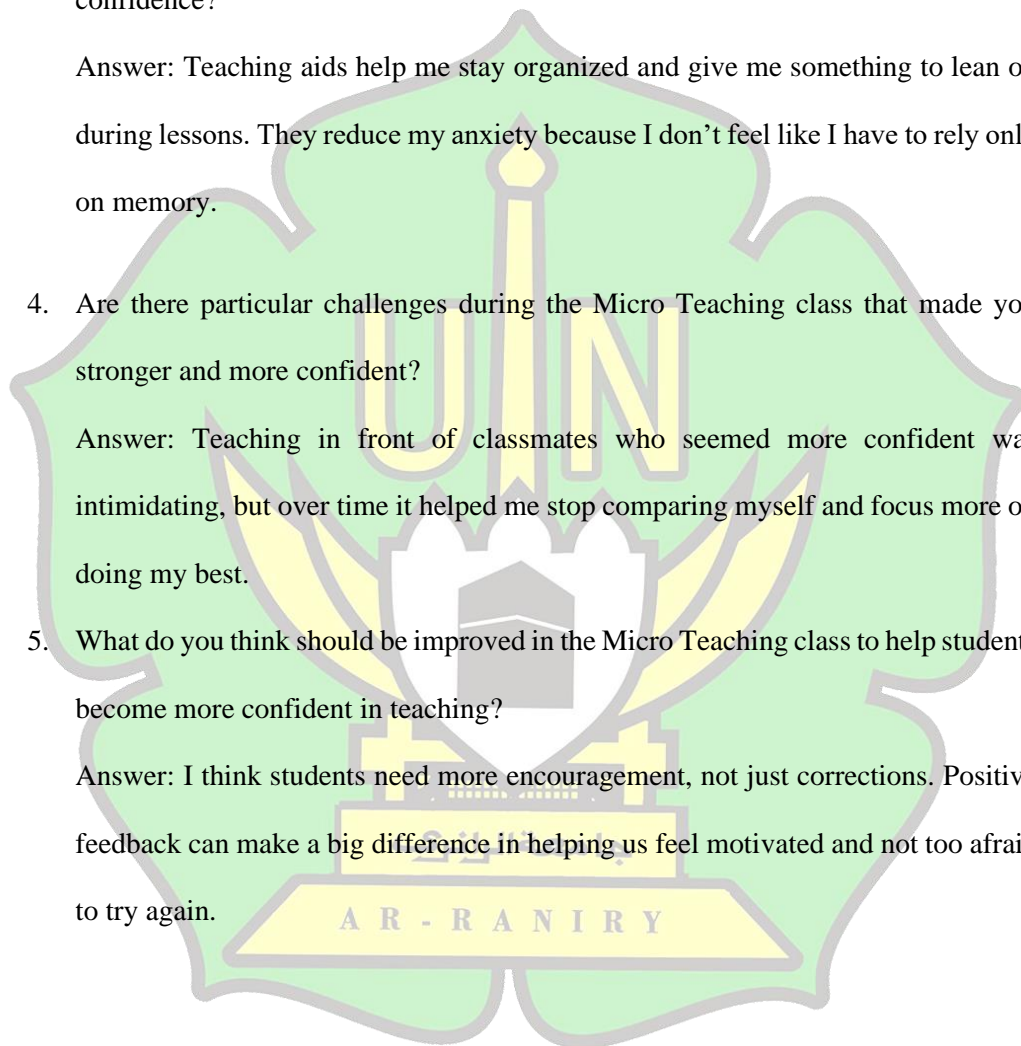 confidence?
Answer: Teaching aids help me stay organized and give me something to lean o
during lessons. They reduce my anxiety because I don’t feel like I have to rely onl
on memory.
4. Are there particular challenges during the Micro Teaching class that made yo
stronger and more confident?
Answer: Teaching in front of classmates who seemed more confident wa
intimidating, but over time it helped me stop comparing myself and focus more o
doing my best.
5. What do you think should be improved in the Micro Teaching class to help student
become more confident in teaching?
Answer: I think students need more encouragement, not just corrections. Positiv
feedback can make a big difference in helping us feel motivated and not too afrai
to try again.
UIN
جامعة الرانيري
AR-RANIRY